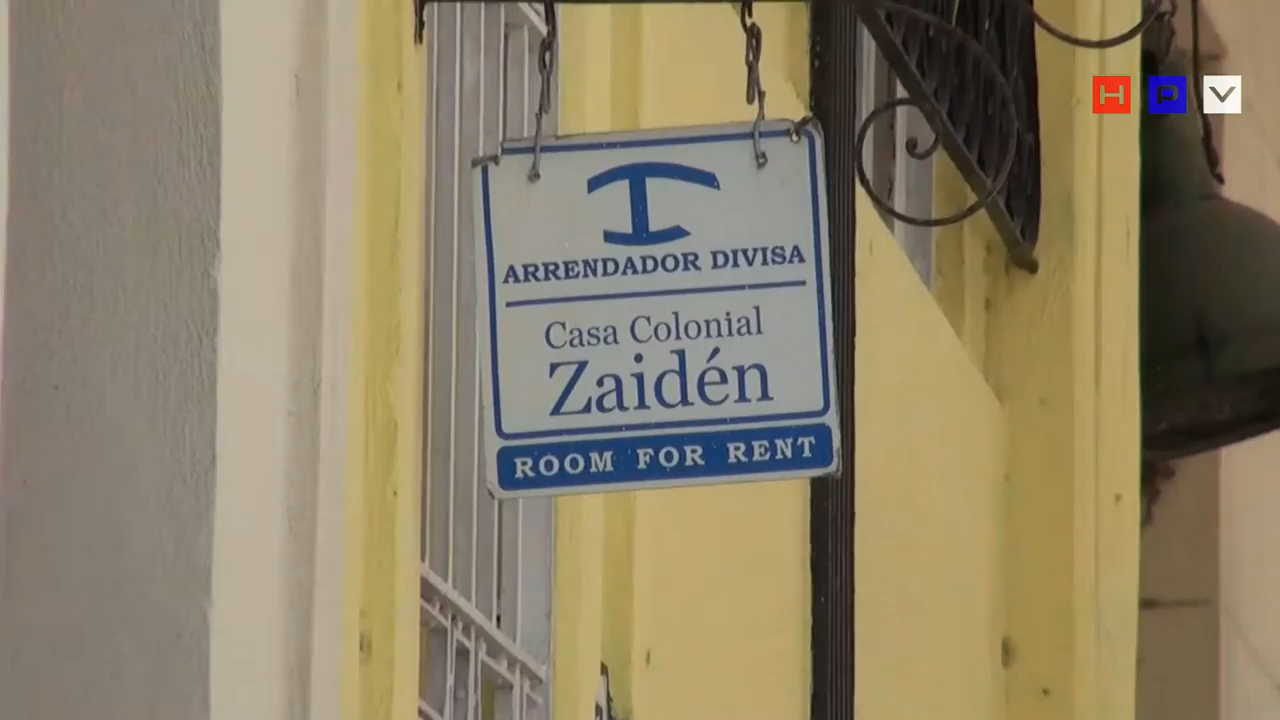 H P V
ARRENDADOR DIVISA
Casa Colonial
Zaidén
ROOM FOR RENT